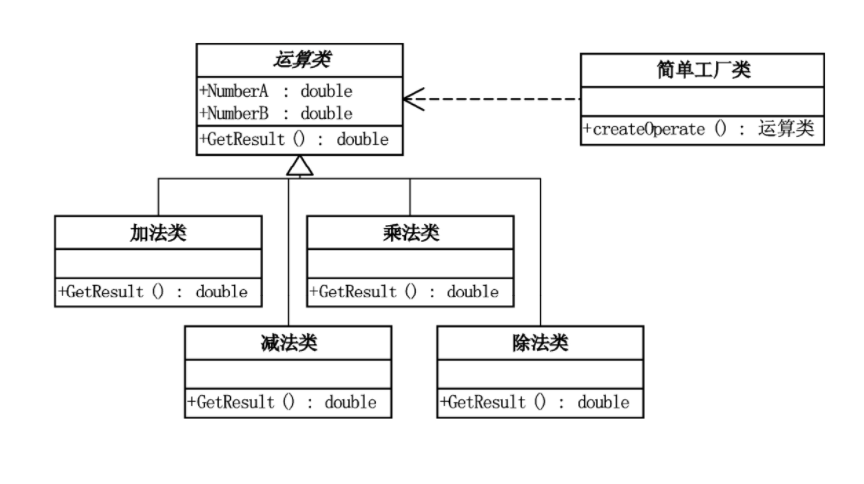 运算类
+NumberA : double
+NumberB : double
+GetResult () : double
简单工厂类
+createOperate () : 运算类
加法类
+GetResult () : double
乘法类
+GetResult () : double
减法类
+GetResult () : double
除法类
+GetResult () : double